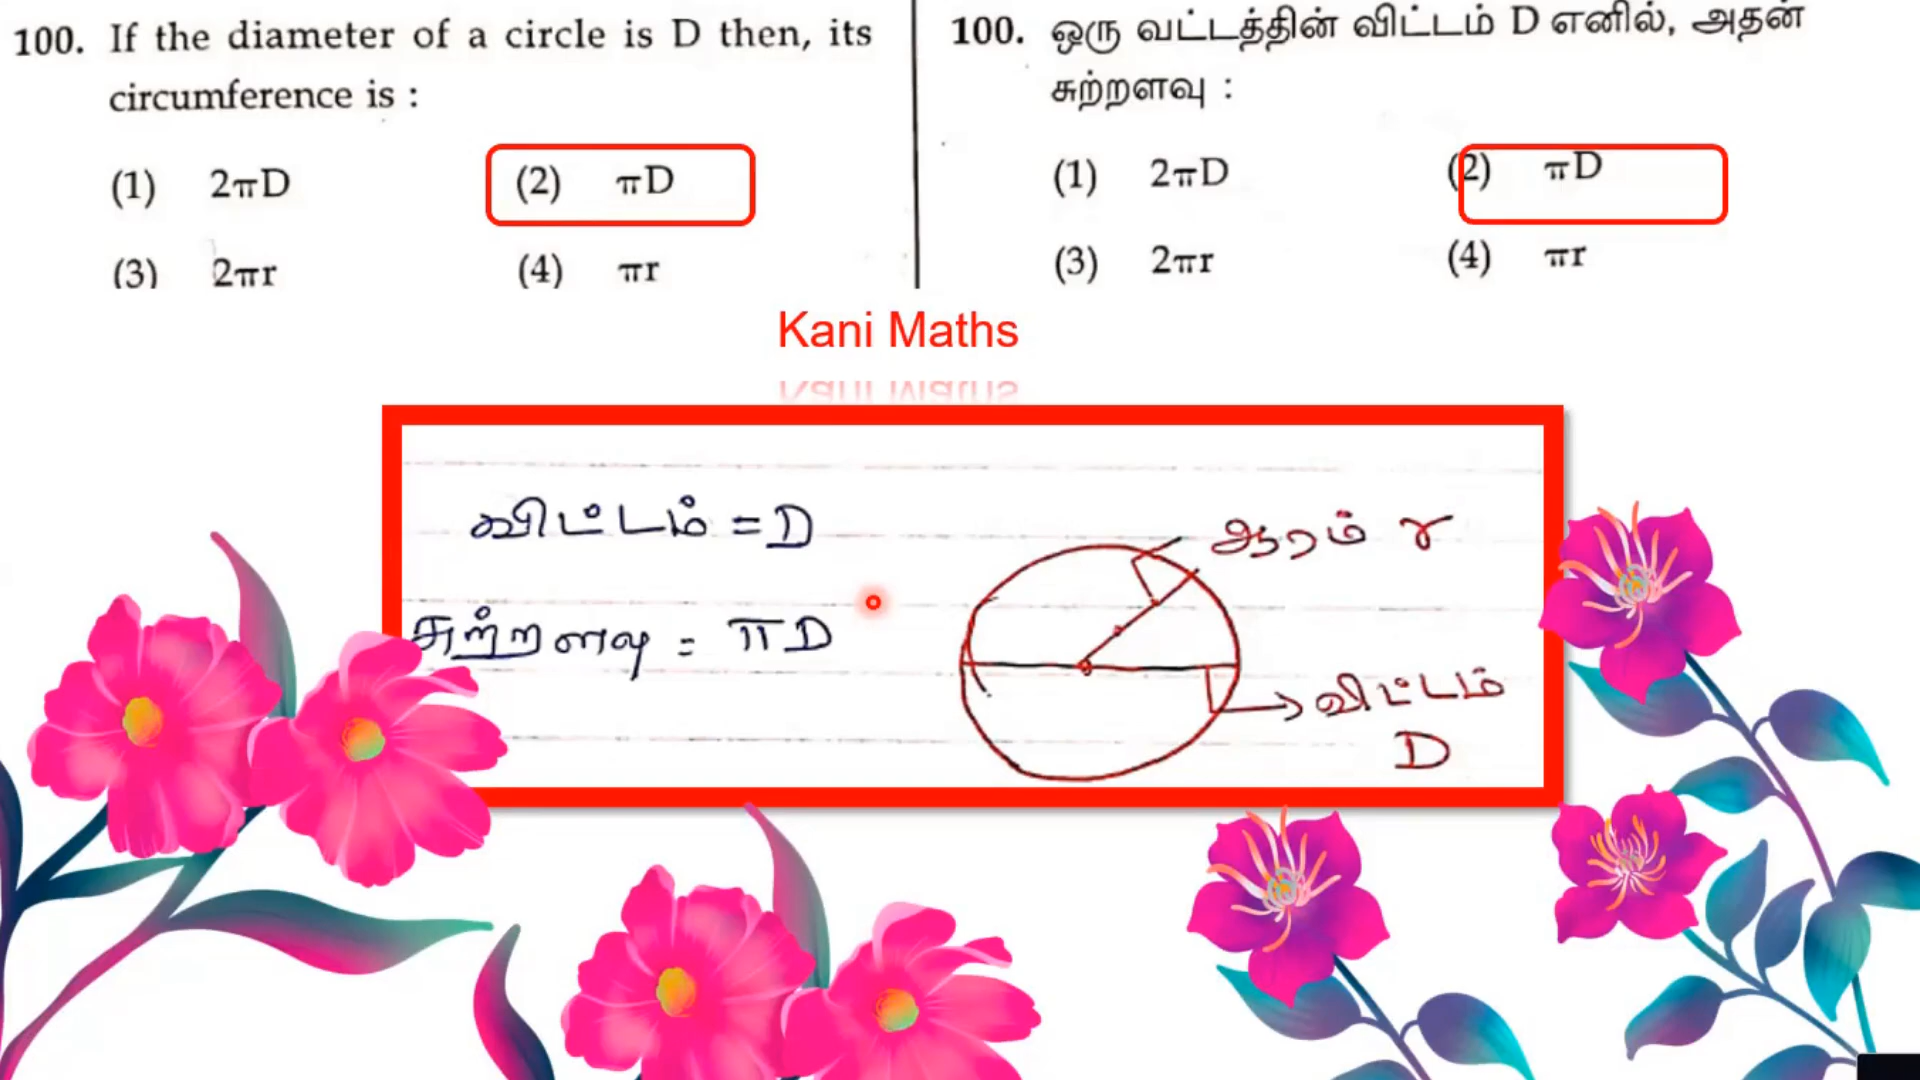 100. If the diameter of a circle is D then, its
circumference is :
(1) 2πD (2) πD
(3) 2πr (4) πr
100. ஒரு வட்டத்தின் விட்டம் D எனில், அதன்
சுற்றளவு :
(1) 2πD (2) πD
(3) 2πr (4) πr
Kani Maths
விட்டம் = D
சுற்றளவு = πD
ஆரம் r
விட்டம்
D